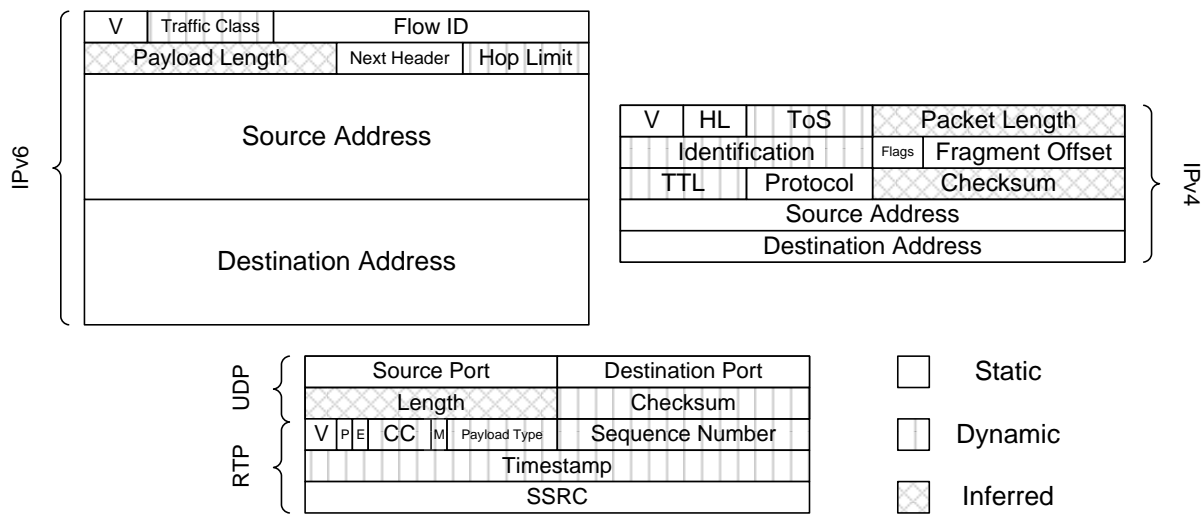 IPv6
V Traffic Class Flow ID
Payload Length Next Header Hop Limit
Source Address
Destination Address
IPv4
V HL ToS Packet Length
Identification Flags Fragment Offset
TTL Protocol Checksum
Source Address
Destination Address
UDP
Source Port Destination Port
Length Checksum
RTP
V P E CC M Payload Type Sequence Number
Timestamp
SSRC
Static
Dynamic
Inferred